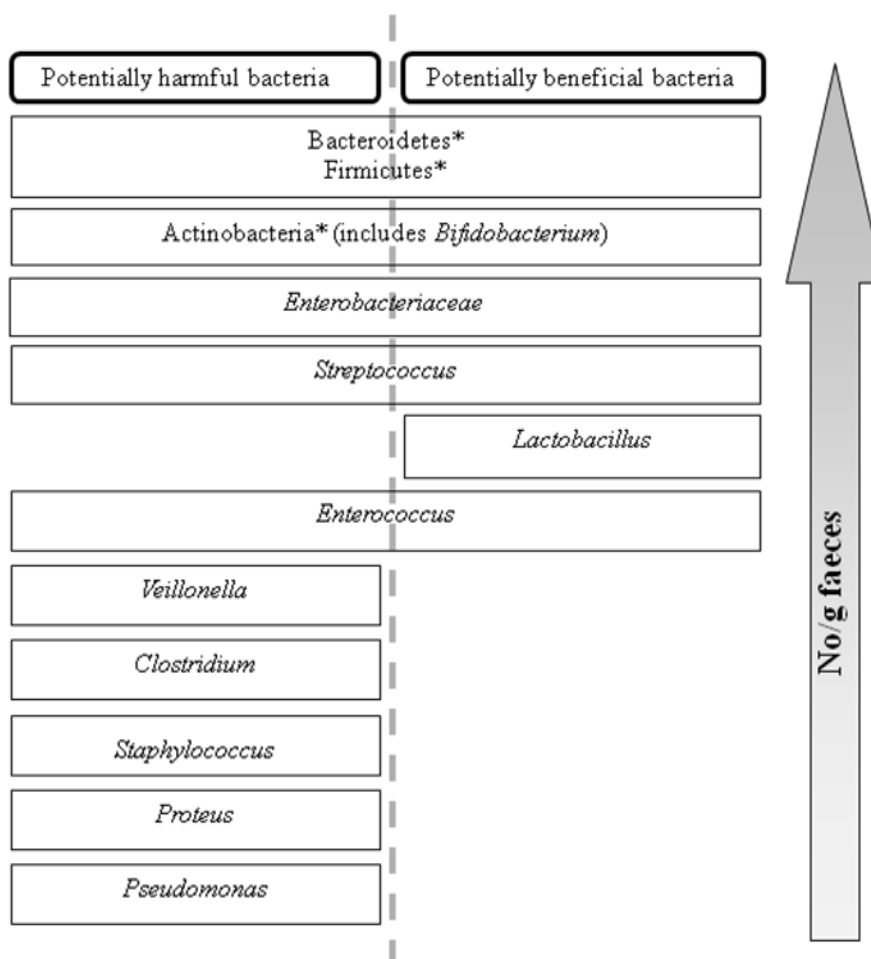 Potentially harmful bacteria
Potentially beneficial bacteria
Bacteroidetes*
Firmicutes*
Actinobacteria* (includes Bifidobacterium)
Enterobacteriaceae
Streptococcus
Lactobacillus
Enterococcus
Veillonella
Clostridium
Staphylococcus
Proteus
Pseudomonas
No/g faeces